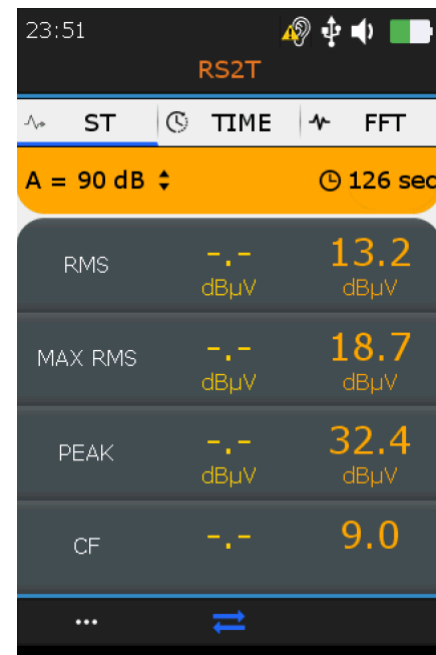 23:51
RS2T
ST TIME FFT
A = 90 dB 126 sec
RMS -.- 13.2
dBµV dBµV
MAX RMS -.- 18.7
dBµV dBµV
PEAK -.- 32.4
dBµV dBµV
CF -.- 9.0
...